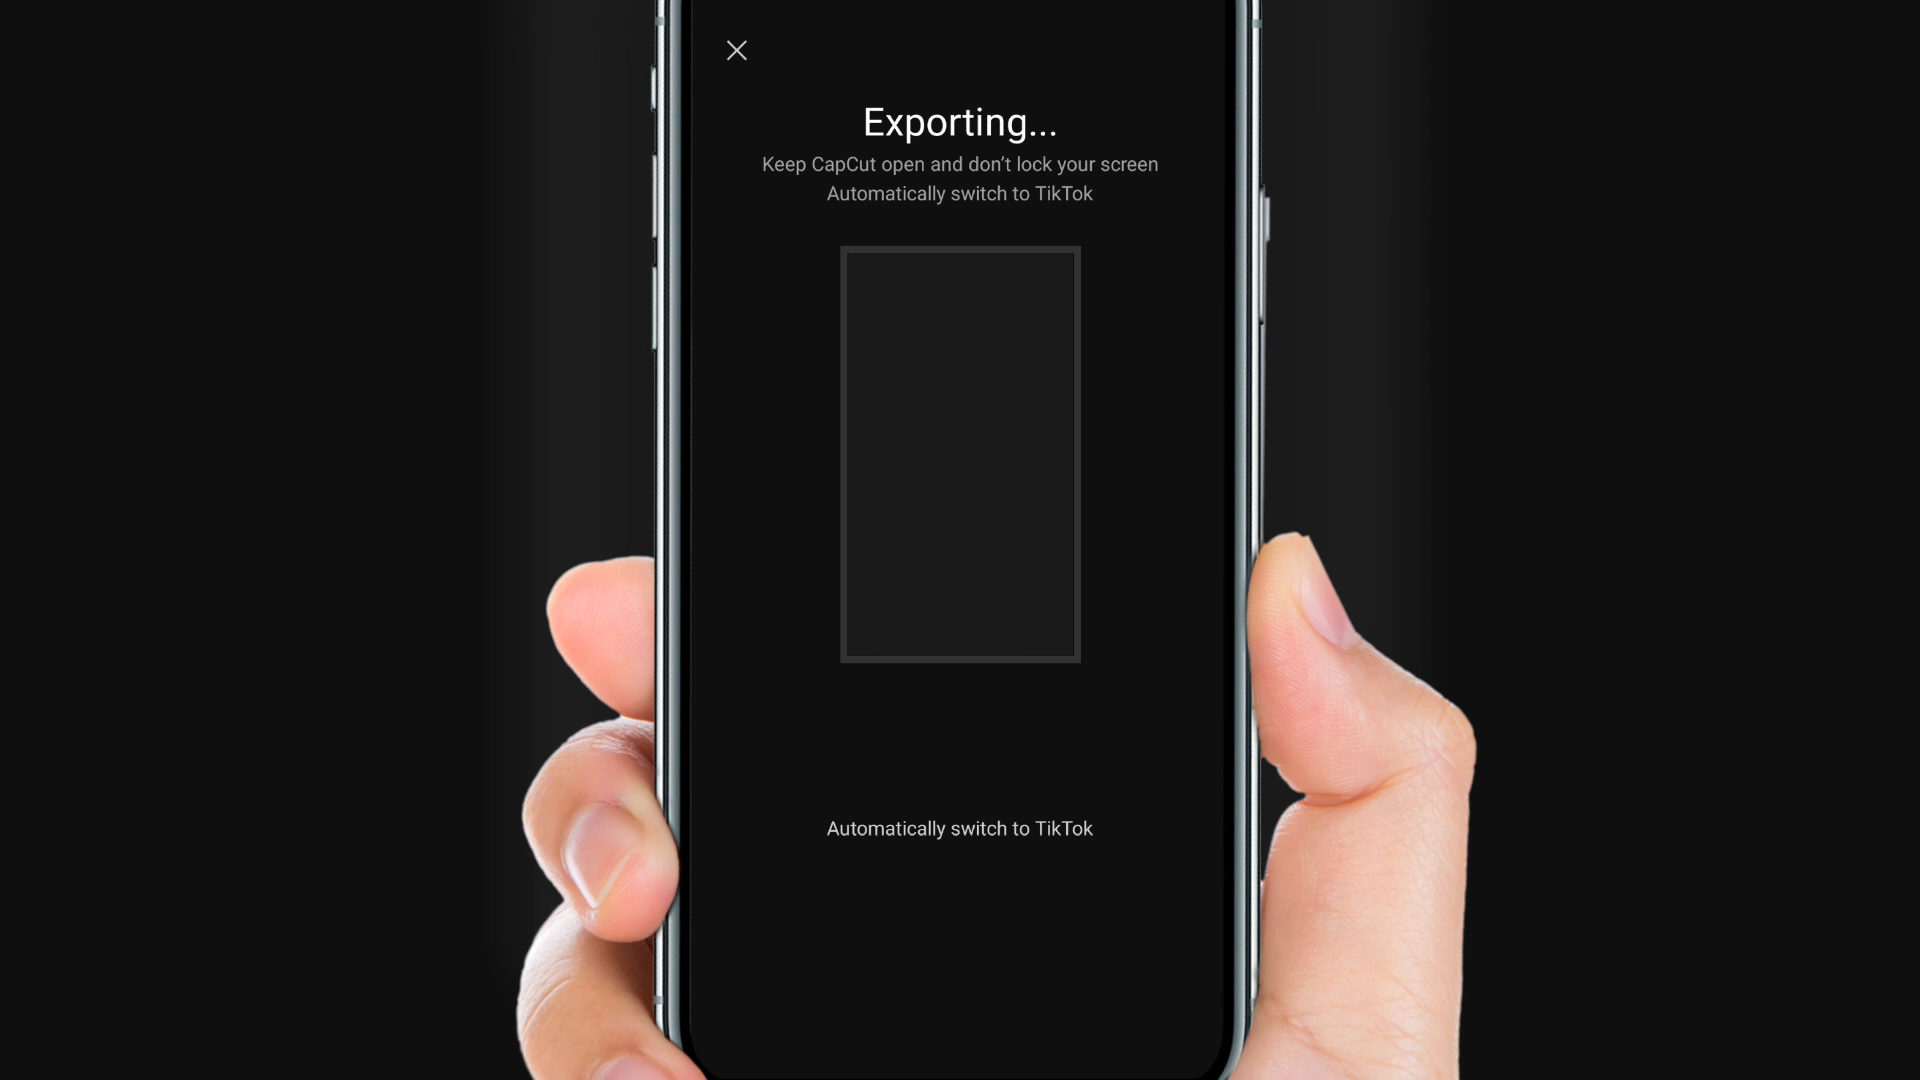 Exporting...
Keep CapCut open and don’t lock your screen
Automatically switch to TikTok
Automatically switch to TikTok